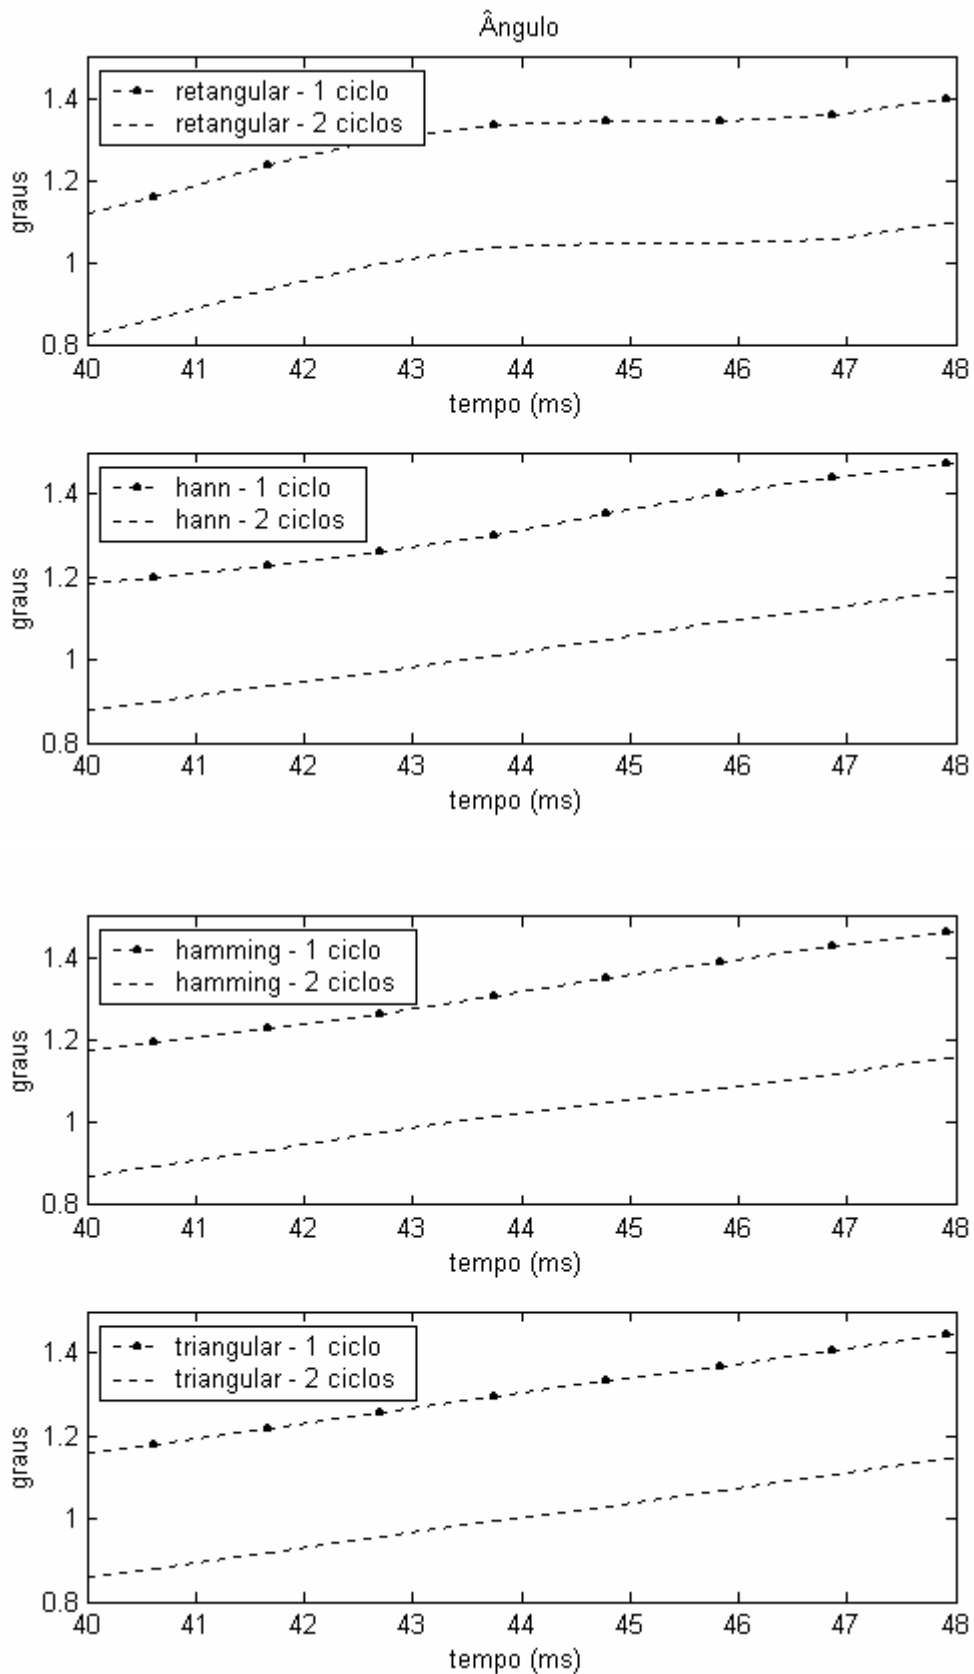 Ângulo
retangular - 1 ciclo
retangular - 2 ciclos
graus
1.4
1.2
1
0.8
40 41 42 43 44 45 46 47 48
tempo (ms)
hann - 1 ciclo
hann - 2 ciclos
graus
1.4
1.2
1
0.8
40 41 42 43 44 45 46 47 48
tempo (ms)
hamming - 1 ciclo
hamming - 2 ciclos
graus
1.4
1.2
1
0.8
40 41 42 43 44 45 46 47 48
tempo (ms)
triangular - 1 ciclo
triangular - 2 ciclos
graus
1.4
1.2
1
0.8
40 41 42 43 44 45 46 47 48
tempo (ms)